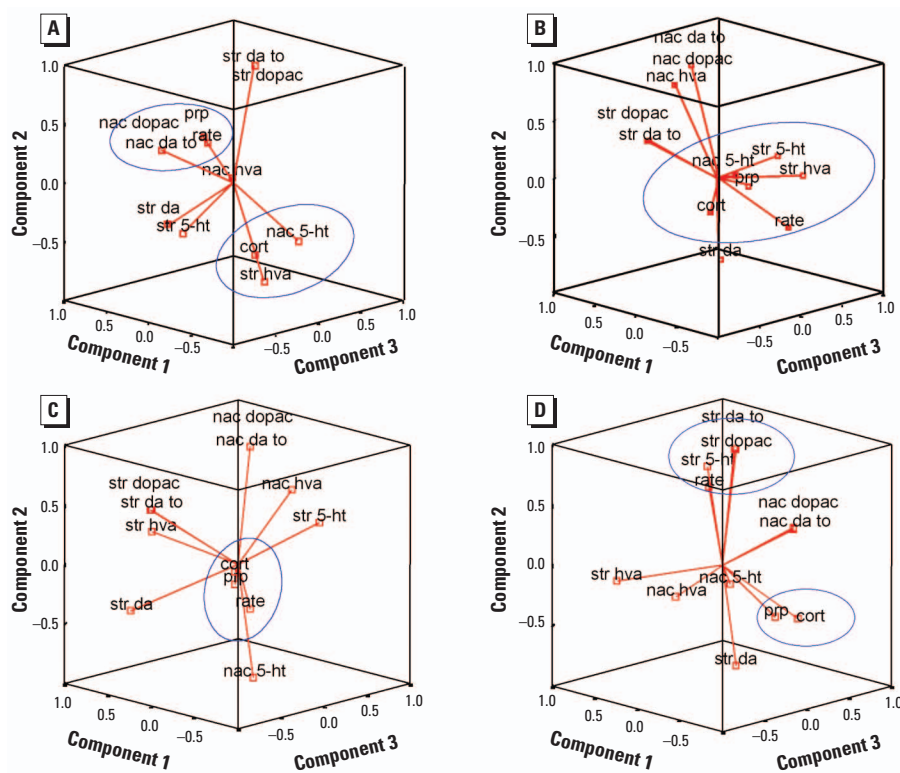 A
1.0
0.5
0.0
−0.5
Component 2
str da to
str dopac
prp
nac dopac
rate
nac da to
nac hva
str da
str 5-ht
nac 5-ht
cort
str hva
1.0
0.5
0.0
−0.5
Component 1
−0.5
0.0
0.5
1.0
Component 3
B
1.0
0.5
0.0
−0.5
Component 2
nac da to
nac dopac
nac hva
str dopac
str da to
str 5-ht
nac 5-ht
str hva
prp
cort
rate
str da
1.0
0.5
0.0
−0.5
Component 1
−0.5
0.0
0.5
1.0
Component 3
C
1.0
0.5
0.0
−0.5
Component 2
nac dopac
nac da to
str dopac
nac hva
str da to
str 5-ht
str hva
cort
prp
str da
rate
nac 5-ht
1.0
0.5
0.0
−0.5
Component 1
−0.5
0.0
0.5
1.0
Component 3
D
1.0
0.5
0.0
−0.5
Component 2
str da to
str dopac
str 5-ht
rate
nac dopac
nac da to
str hva
nac 5-ht
nac hva
prp
cort
str da
1.0
0.5
0.0
−0.5
Component 1
−0.5
0.0
0.5
1.0
Component 3